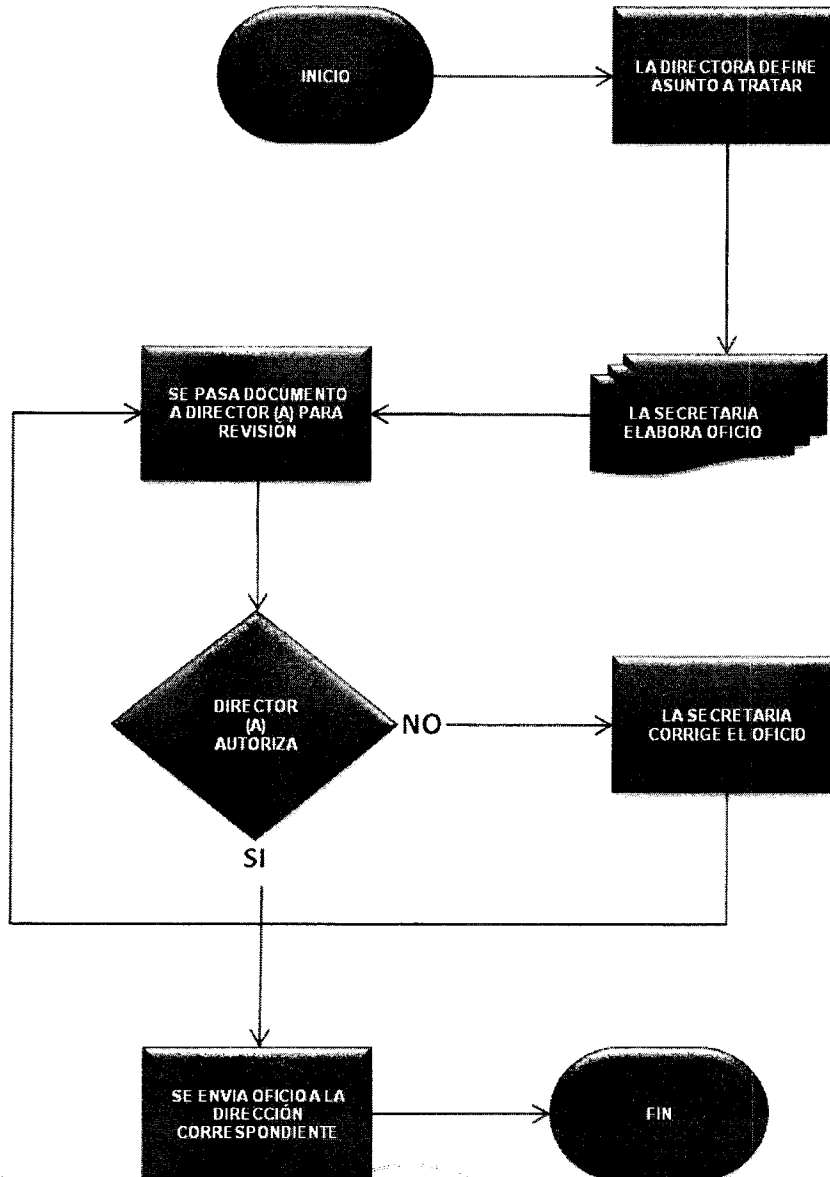 INICIO
LA DIRECTORA DEFINE
ASUNTO A TRATAR
LA SECRETARIA
ELABORA OFICIO
SE PASA DOCUMENTO
A DIRECTOR (A) PARA
REVISIÓN
DIRECTOR
(A)
AUTORIZA
NO
LA SECRETARIA
CORRIGE EL OFICIO
SI
SE ENVIA OFICIO A LA
DIRECCIÓN
CORRESPONDIENTE
FIN